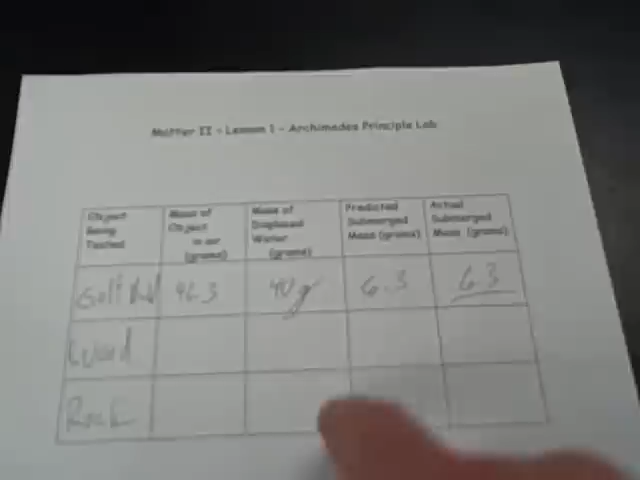 Matter II - Lesson 1 - Archimedes Principle Lab
Object
Being
Tested
Mass of
Object
in air
(grams)
Mass of
Displaced
Water
(grams)
Predicted
Submerged
Mass (grams)
Actual
Submerged
Mass (grams)
Golf Ball 46.3 40g 6.3 6.3
Wood
Rock